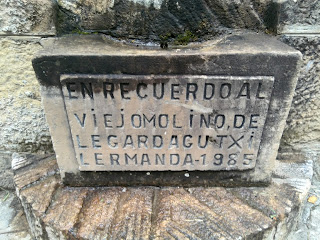 EN RECUERDO AL
VIEJO MOLINO, DE
LEGARDAGUTXI
LERMANDA-1985